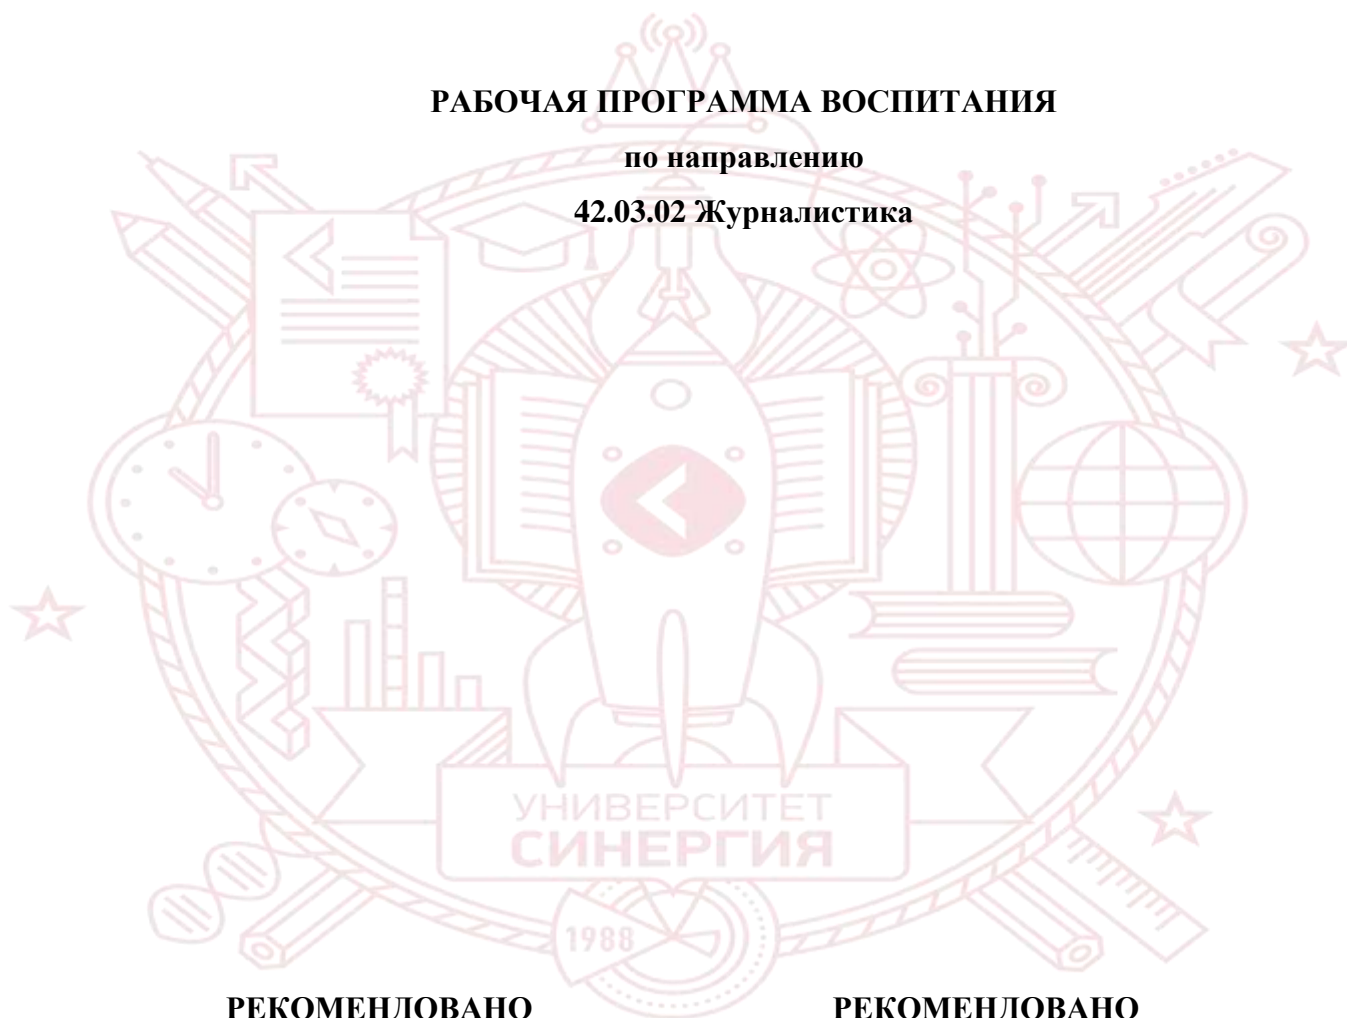 РАБОЧАЯ ПРОГРАММА ВОСПИТАНИЯ
по направлению
42.03.02 Журналистика
УНИВЕРСИТЕТ
СИНЕРГИЯ
1988
РЕКОМЕНДОВАНО РЕКОМЕНДОВАНО